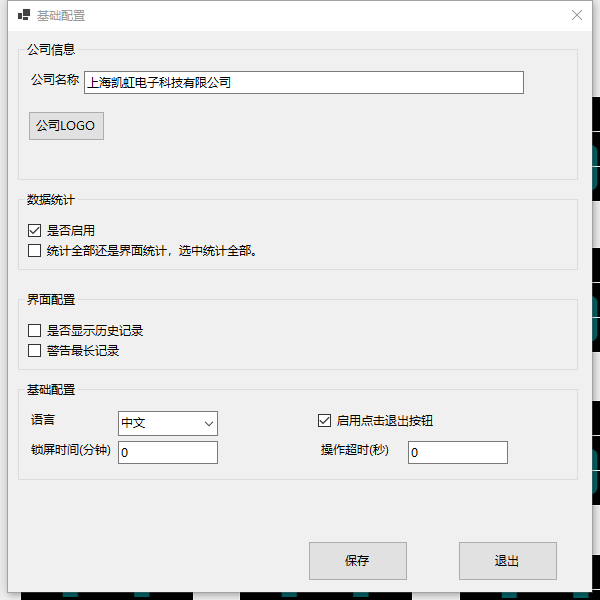 基础配置
公司信息
公司名称 上海凯虹电子科技有限公司
公司LOGO
数据统计
是否启用
统计全部还是界面统计，选中统计全部。
界面配置
是否显示历史记录
警告最长记录
基础配置
语言 中文 启用点击退出按钮
锁屏时间(分钟) 0 操作超时(秒) 0
保存 退出